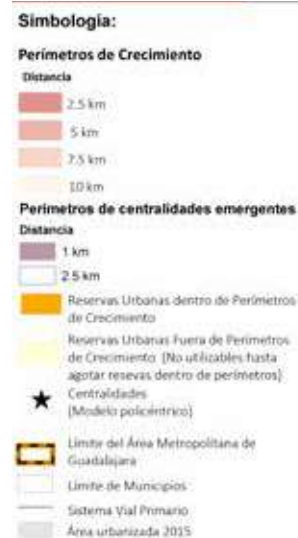 Simbología:
Perímetros de Crecimiento
Distancia
2.5 km
5 km
7.5 km
10 km
Perímetros de centralidades emergentes
Distancia
1 km
2.5 km
Reservas Urbanas dentro de Perímetros
de Crecimiento
Reservas Urbanas Fuera de Perímetros
de Crecimiento (No utilizables hasta
agotar resevas dentro de perímetros)
Centralidades
(Modelo policéntrico)
Límite del Área Metropolitana de
Guadalajara
Límite de Municipios
Sistema Vial Primario
Área urbanizada 2015